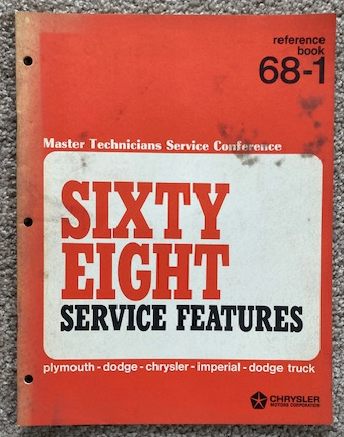 reference
book
68-1
Master Technicians Service Conference
SIXTY
EIGHT
SERVICE FEATURES
plymouth - dodge - chrysler - imperial - dodge truck
CHRYSLER
MOTORS CORPORATION